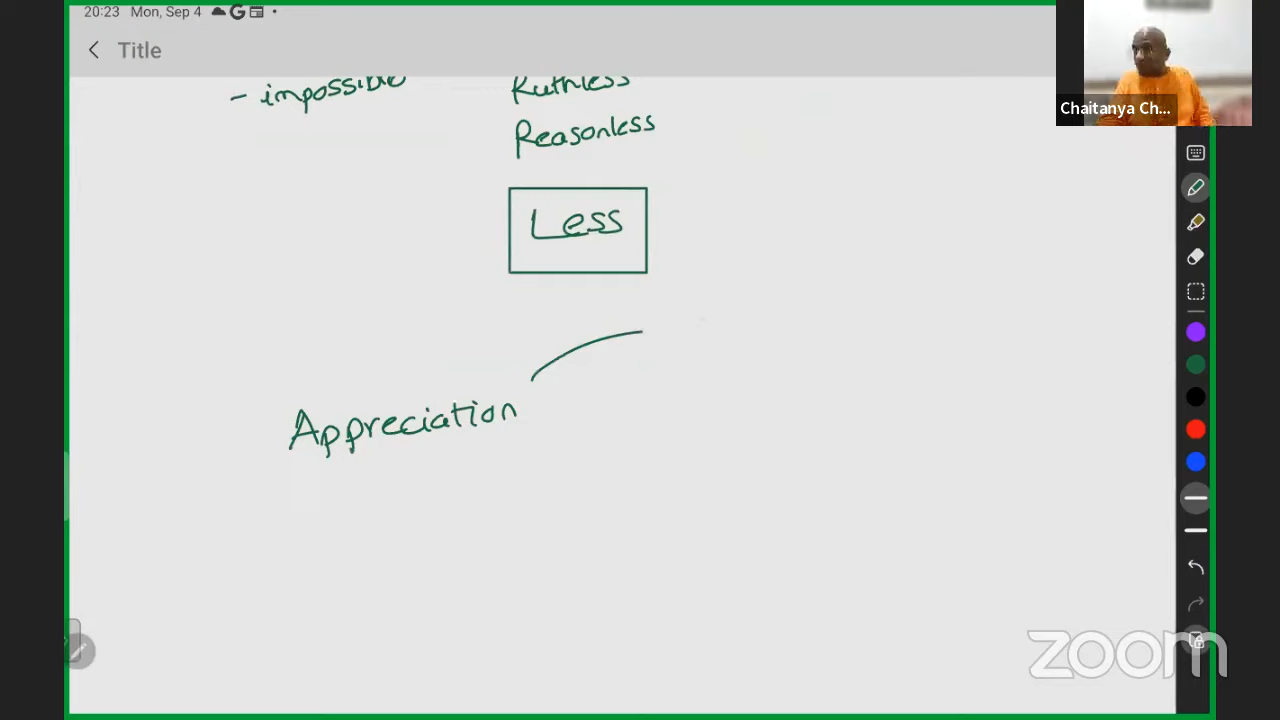 20:23 Mon, Sep 4
Title
Chaitanya Ch...
- impossible
Ruthless
Reasonless
Less
Appreciation
zoom